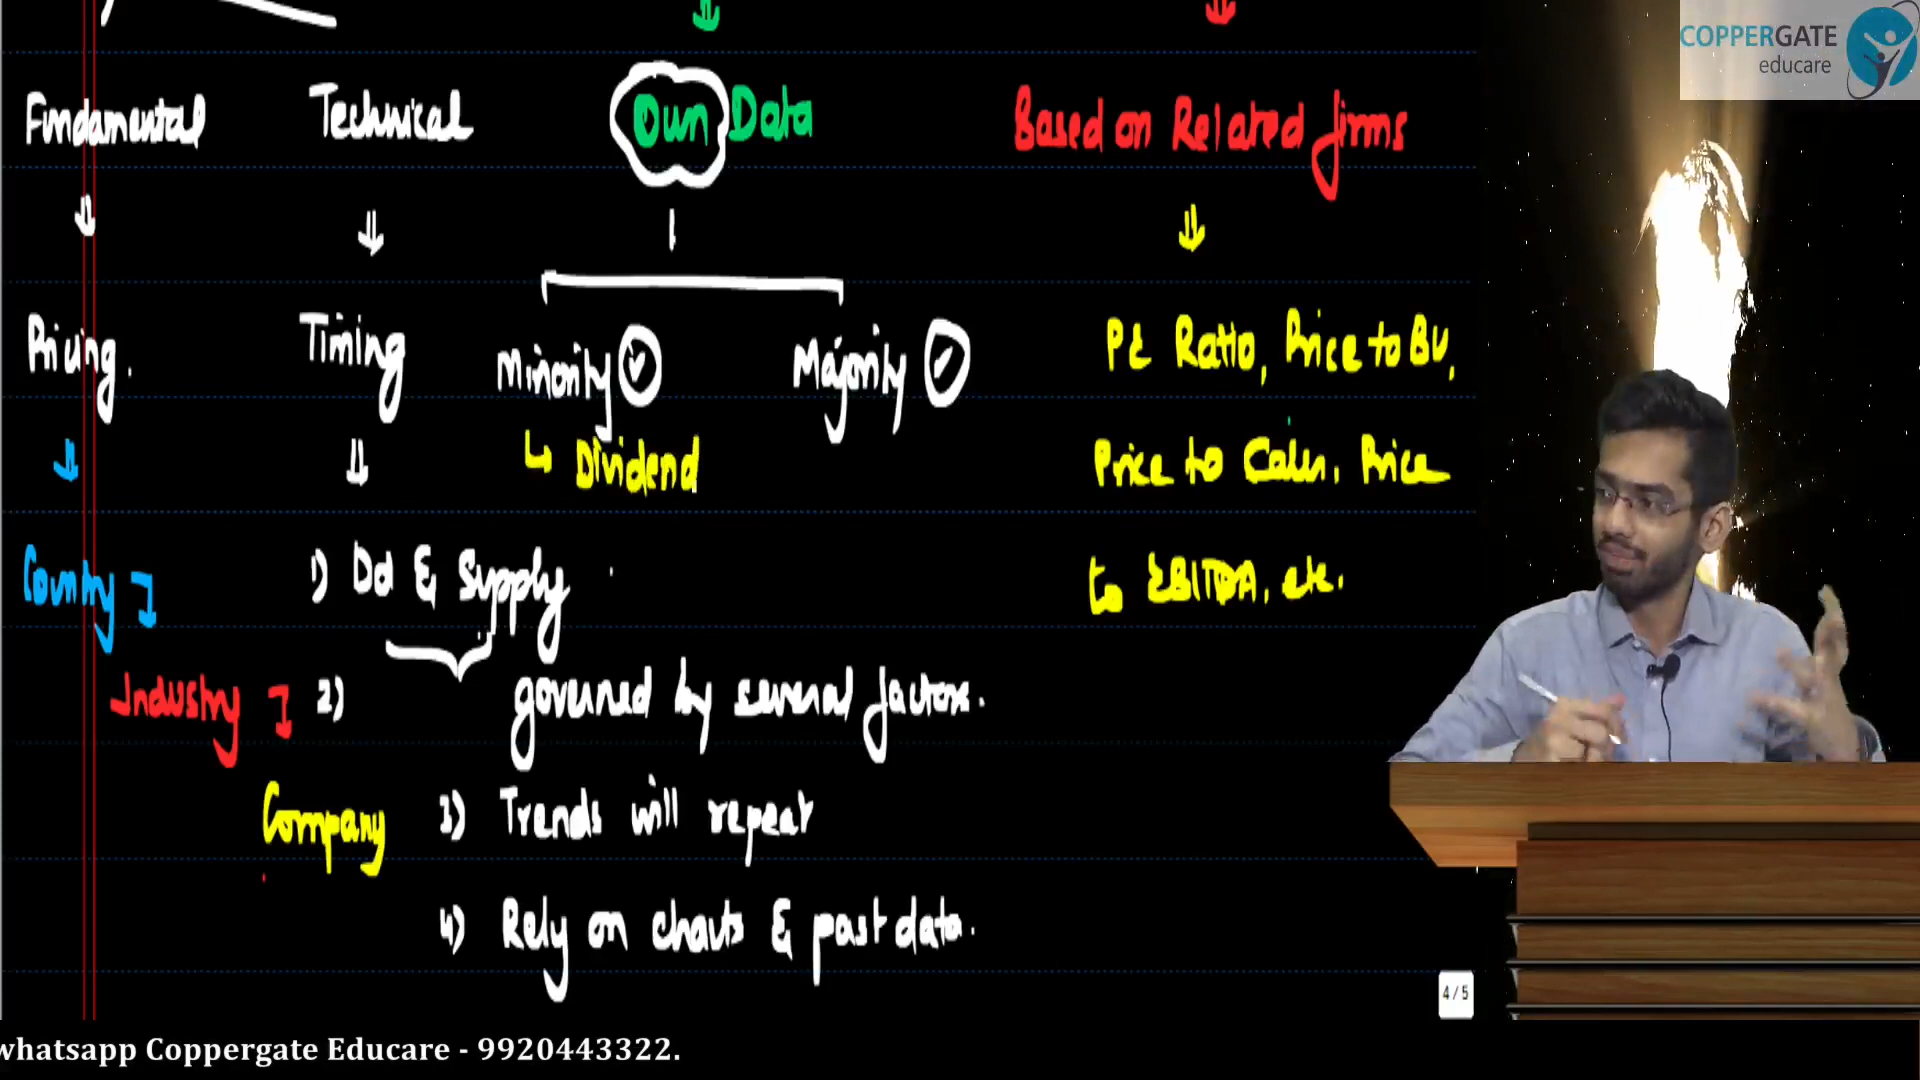 COPPERGATE
educare
Fundamental Technical Own Data Based on Related firms
Pricing. Timing Minority Majority PE Ratio, Price to BV,
↳ Dividend Price to Sales, Price
Country ] 1) Dd & Supply to EBITDA, etc.
Industry ] 2) governed by several factors.
Company 3) Trends will repeat
4) Rely on charts & past data.
4 / 5
whatsapp Coppergate Educare - 9920443322.